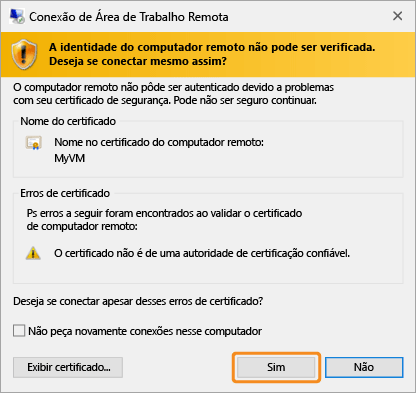 Conexão de Área de Trabalho Remota
A identidade do computador remoto não pode ser verificada.
Deseja se conectar mesmo assim?
O computador remoto não pôde ser autenticado devido a problemas
com seu certificado de segurança. Pode não ser seguro continuar.
Nome do certificado
Nome no certificado do computador remoto:
MyVM
Erros de certificado
Ps erros a seguir foram encontrados ao validar o certificado
de computador remoto:
O certificado não é de uma autoridade de certificação confiável.
Deseja se conectar apesar desses erros de certificado?
Não peça novamente conexões nesse computador
Exibir certificado... Sim Não